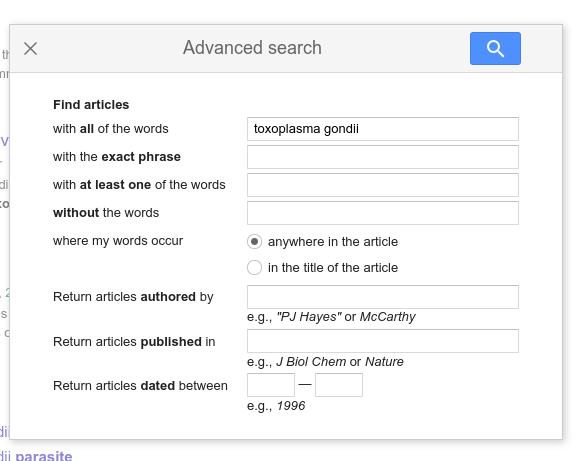 Advanced search
Find articles
with all of the words
toxoplasma gondii
with the exact phrase
with at least one of the words
without the words
where my words occur
anywhere in the article
in the title of the article
Return articles authored by
e.g., "PJ Hayes" or McCarthy
Return articles published in
e.g., J Biol Chem or Nature
Return articles dated between
—
e.g., 1996
parasite